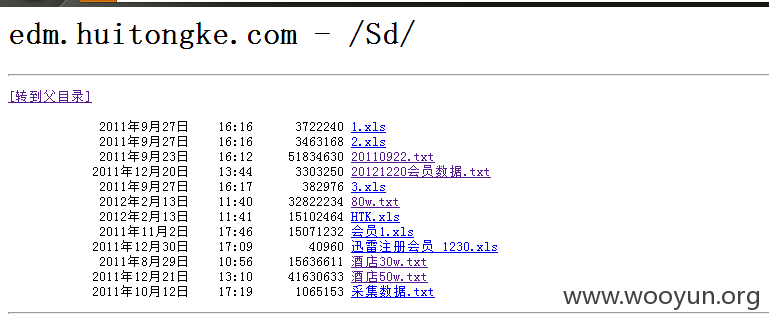 edm.huitongke.com - /Sd/
[转到父目录]
2011年9月27日 16:16 3722240 1.xls
2011年9月27日 16:16 3463168 2.xls
2011年9月23日 16:12 51834630 20110922.txt
2011年12月20日 13:44 3303250 20121220会员数据.txt
2011年9月27日 16:17 382976 3.xls
2012年2月13日 11:40 32822234 80w.txt
2012年2月13日 11:41 15102464 HTK.xls
2011年11月2日 17:46 15071232 会员1.xls
2011年12月30日 17:09 40960 迅雷注册会员 1230.xls
2011年8月29日 10:56 15636611 酒店30w.txt
2011年12月21日 13:10 41630633 酒店50w.txt
2011年10月12日 17:19 1065153 采集数据.txt
www.wooyun.org